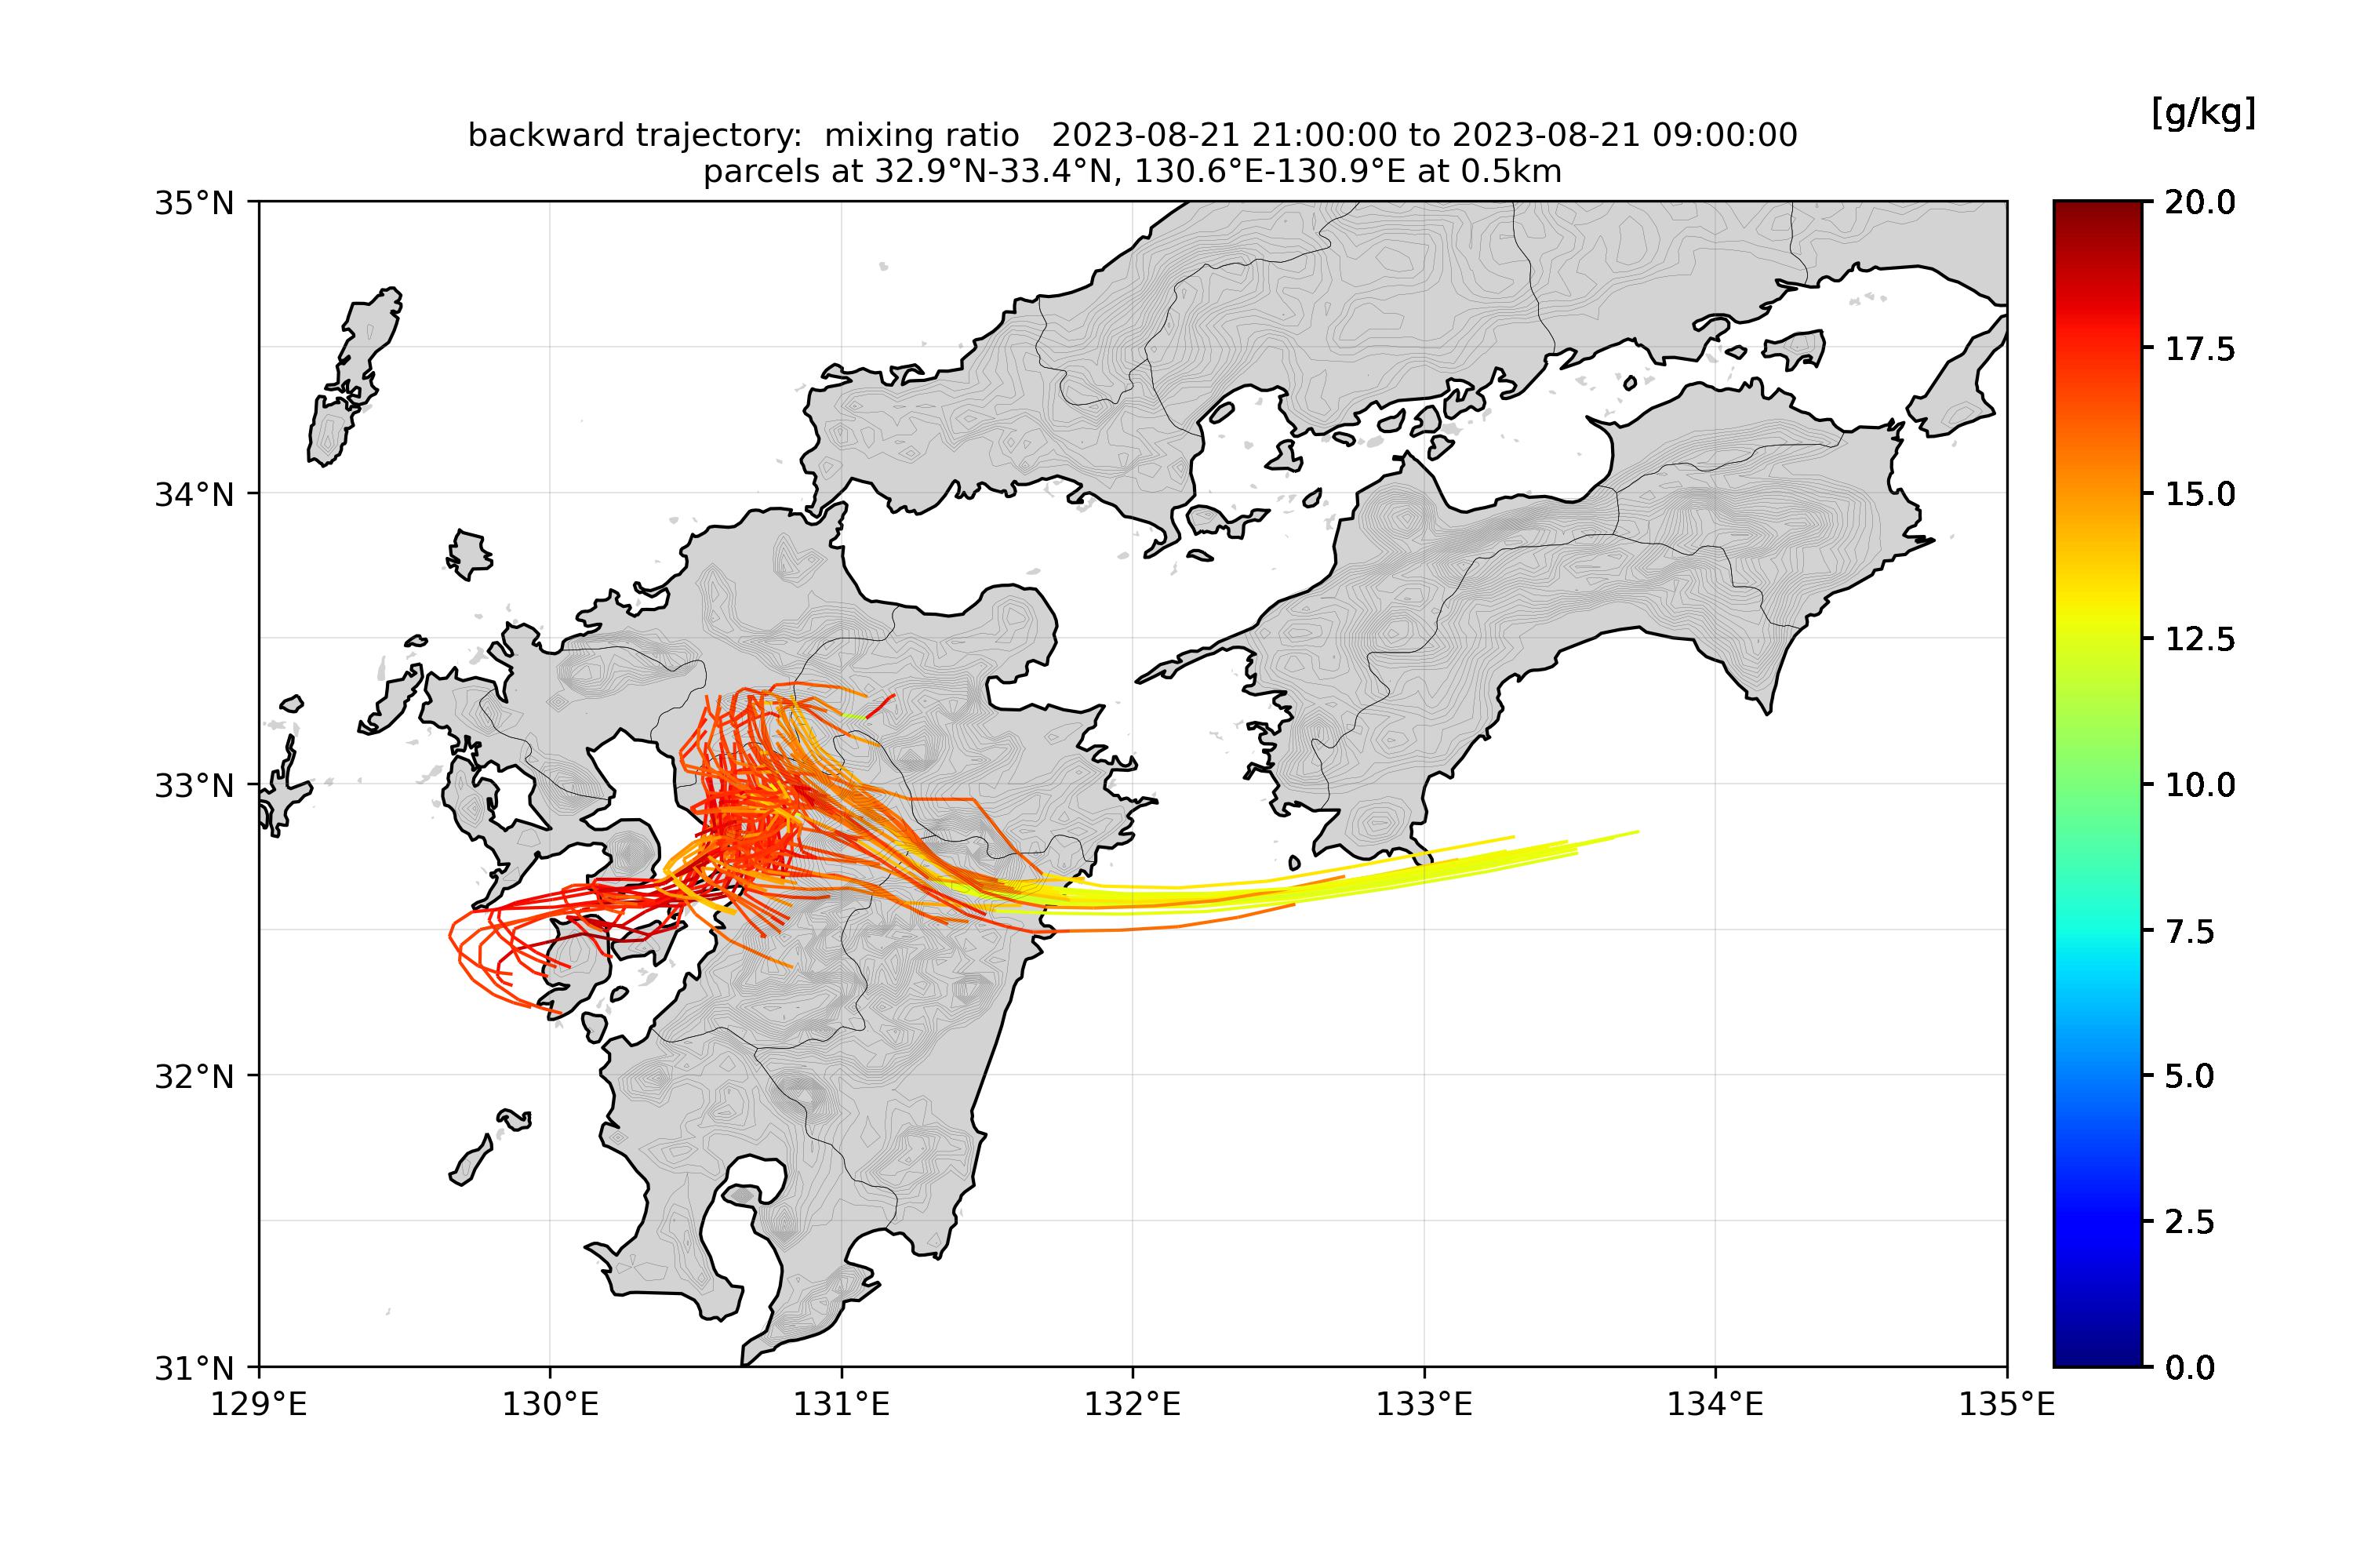 [g/kg]
backward trajectory:  mixing ratio   2023-08-21 21:00:00 to 2023-08-21 09:00:00
parcels at 32.9°N-33.4°N, 130.6°E-130.9°E at 0.5km
35°N
34°N
33°N
32°N
31°N
129°E
130°E
131°E
132°E
133°E
134°E
135°E
20.0
17.5
15.0
12.5
10.0
7.5
5.0
2.5
0.0